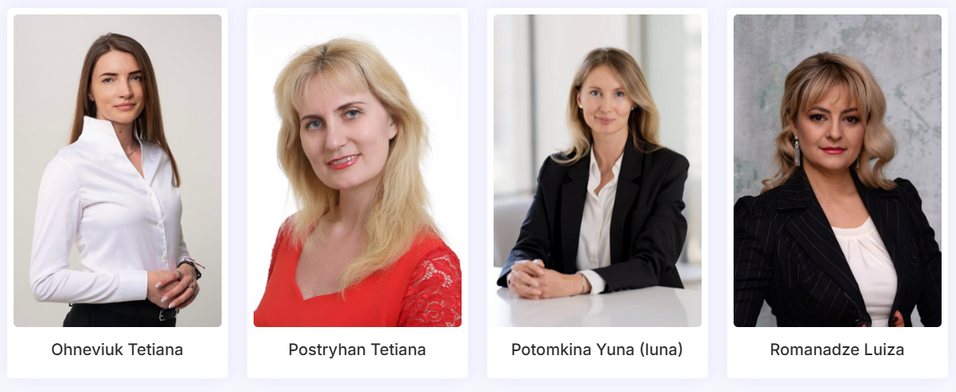 Ohneviuk Tetiana
Postryhan Tetiana
Potomkina Yuna (Iuna)
Romanadze Luiza